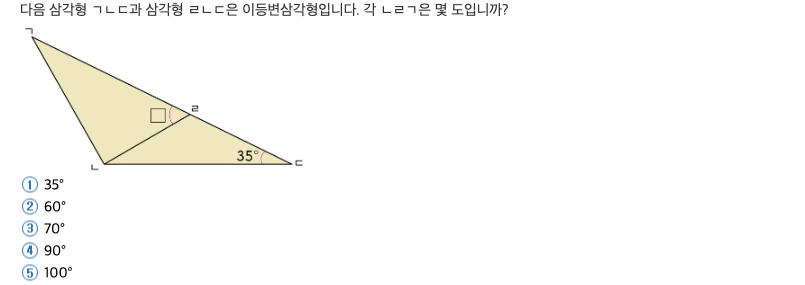 다음 삼각형 ㄱㄴㄷ과 삼각형 ㄹㄴㄷ은 이등변삼각형입니다. 각 ㄴㄹㄱ은 몇 도입니까?
ㄱ
ㄹ
35°
ㄴ
ㄷ
① 35°
② 60°
③ 70°
④ 90°
⑤ 100°